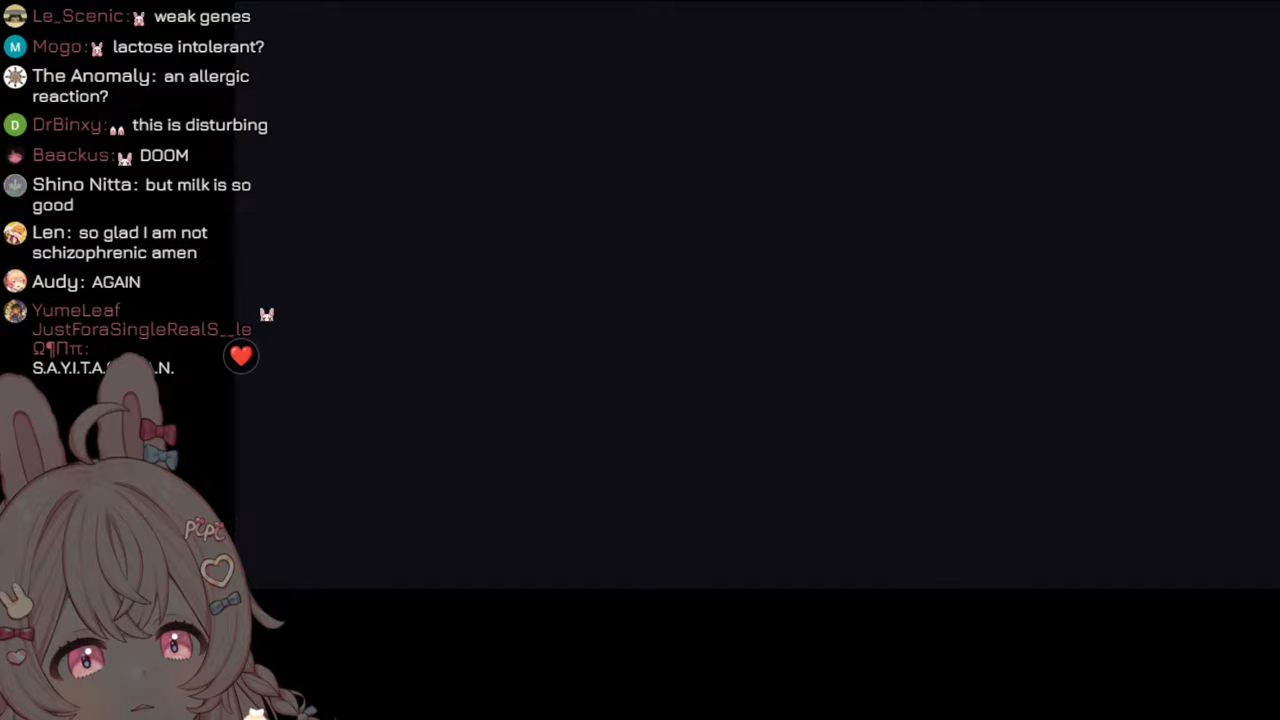 Le_Scenic: weak genes
M Mogo: lactose intolerant?
The Anomaly: an allergic
reaction?
D DrBinxy: this is disturbing
Baackus: DOOM
Shino Nitta: but milk is so
good
Len: so glad I am not
schizophrenic amen
Audy: AGAIN
YumeLeaf
JustForaSingleRealS__le
Ω¶Ππ:
pipi